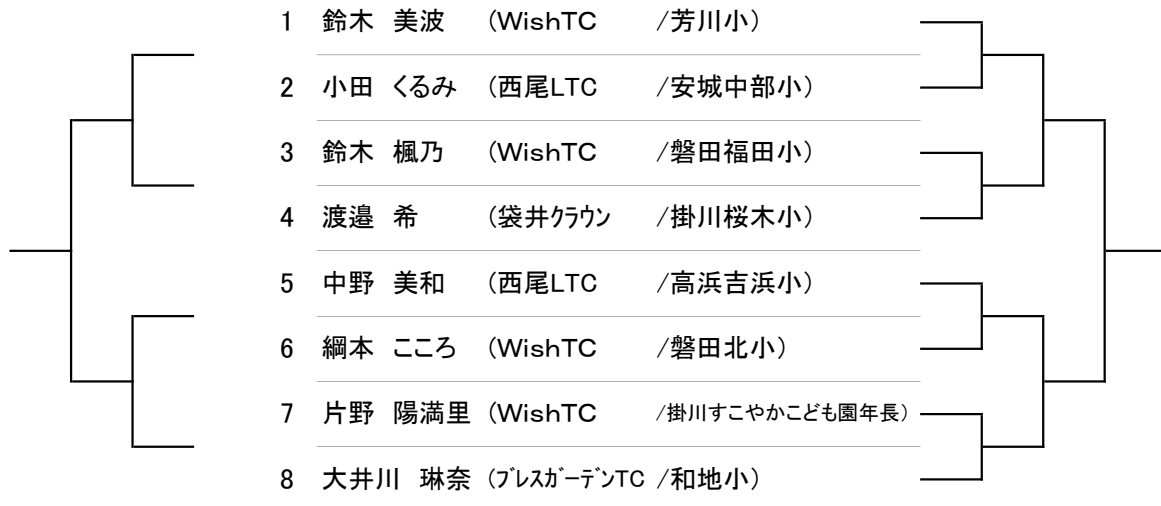 1 鈴木 美波 (WishTC /芳川小)
2 小田 くるみ (西尾LTC /安城中部小)
3 鈴木 楓乃 (WishTC /磐田福田小)
4 渡邉 希 (袋井ｸﾗｳﾝ /掛川桜木小)
5 中野 美和 (西尾LTC /高浜吉浜小)
6 綱本 こころ (WishTC /磐田北小)
7 片野 陽満里 (WishTC /掛川すこやかこども園年長)
8 大井川 琳奈 (ﾌﾞﾚｽｶﾞｰﾃﾞﾝTC /和地小)